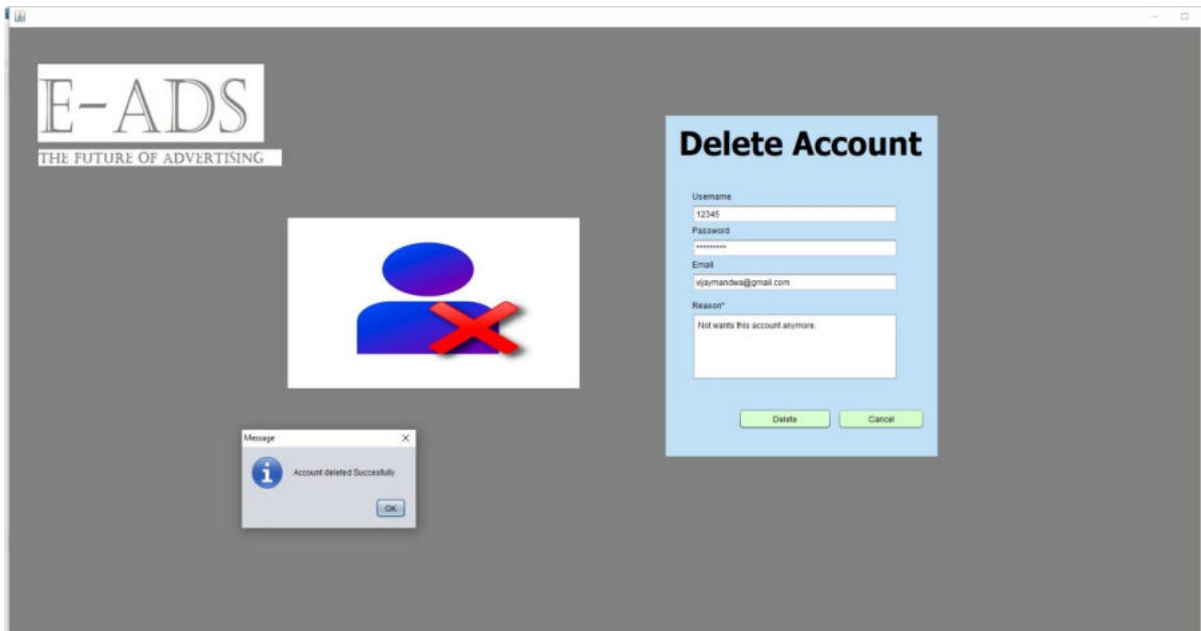 E-ADS
THE FUTURE OF ADVERTISING
Delete Account
Username
12345
Password
*********
Email
vijaymandwa@gmail.com
Reason*
Not wants this account anymore.
Delete
Cancel
Message
Account deleted Succesfully
OK